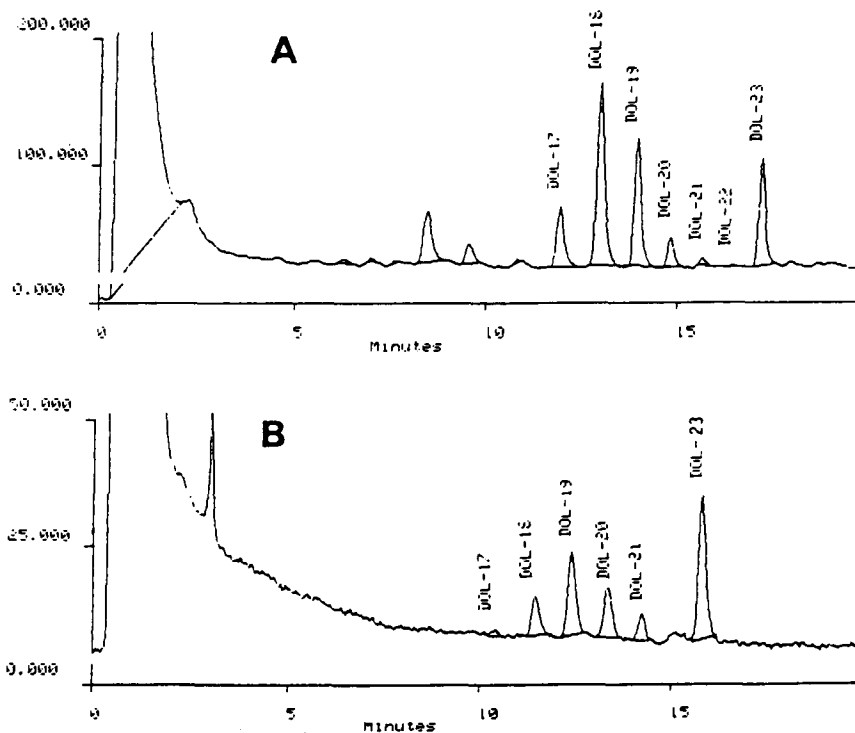 200.000
A
DOL-18
DOL-19
DOL-17
DOL-20
DOL-21
DOL-22
DOL-23
100.000
0.000
0 5 10 15
Minutes
50.000
B
DOL-17
DOL-18
DOL-19
DOL-20
DOL-21
DOL-23
25.000
0.000
0 5 10 15
Minutes